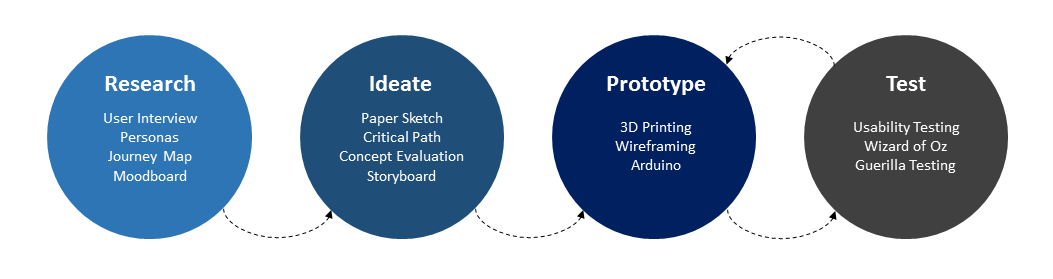 Research
User Interview
Personas
Journey Map
Moodboard
Ideate
Paper Sketch
Critical Path
Concept Evaluation
Storyboard
Prototype
3D Printing
Wireframing
Arduino
Test
Usability Testing
Wizard of Oz
Guerilla Testing